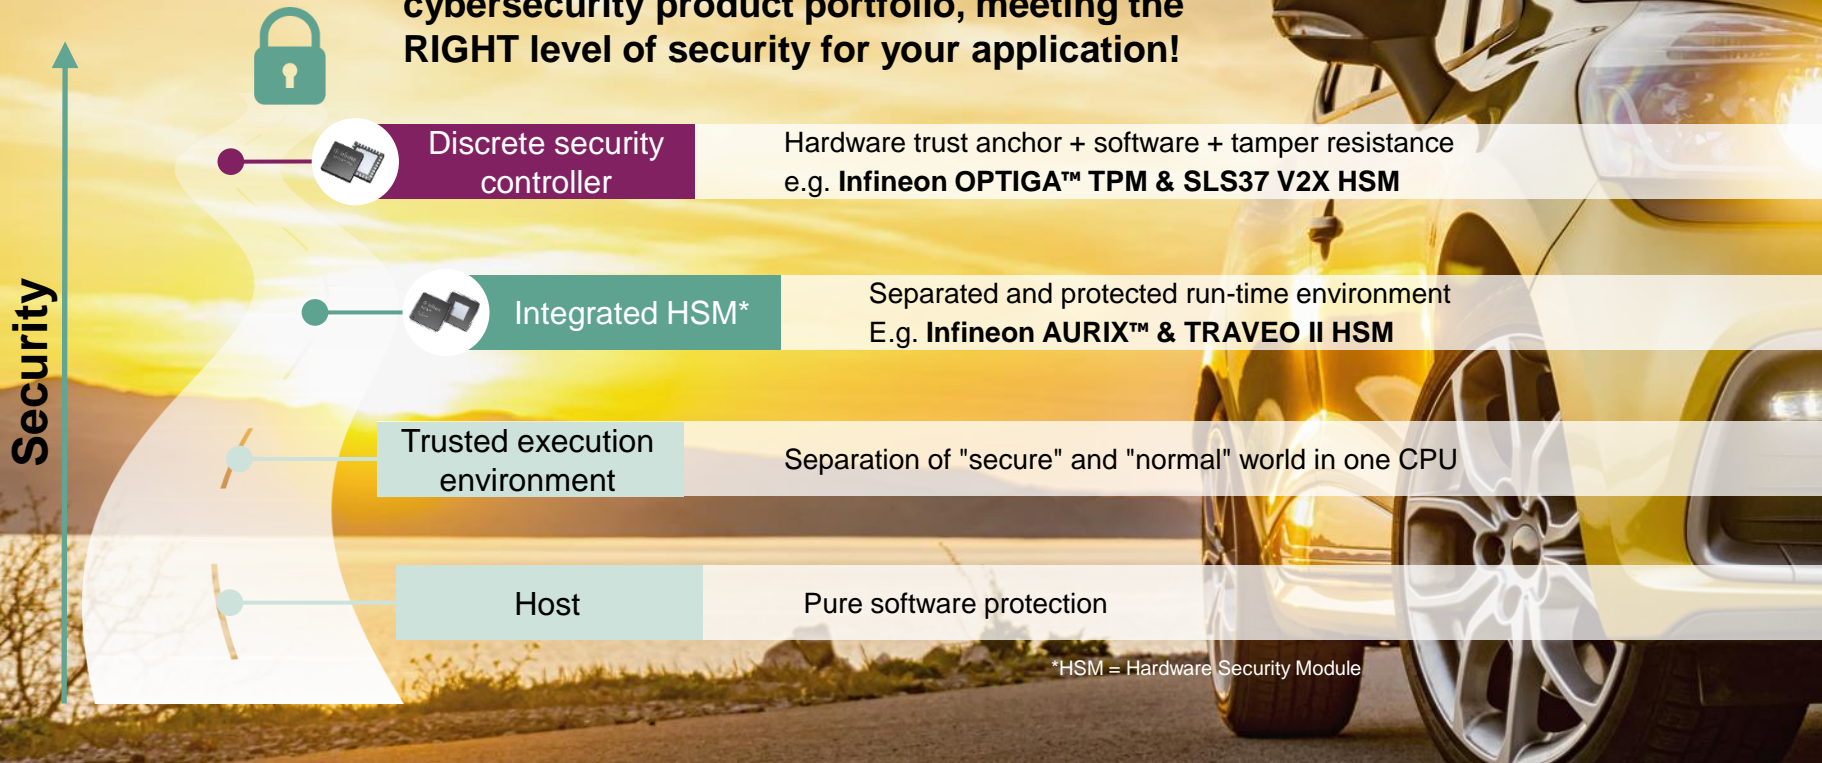 cybersecurity product portfolio, meeting the
RIGHT level of security for your application!
Security
Discrete security
controller
Hardware trust anchor + software + tamper resistance
e.g. Infineon OPTIGA™ TPM & SLS37 V2X HSM
Integrated HSM*
Separated and protected run-time environment
E.g. Infineon AURIX™ & TRAVEO II HSM
Trusted execution
environment
Separation of "secure" and "normal" world in one CPU
Host
Pure software protection
*HSM = Hardware Security Module